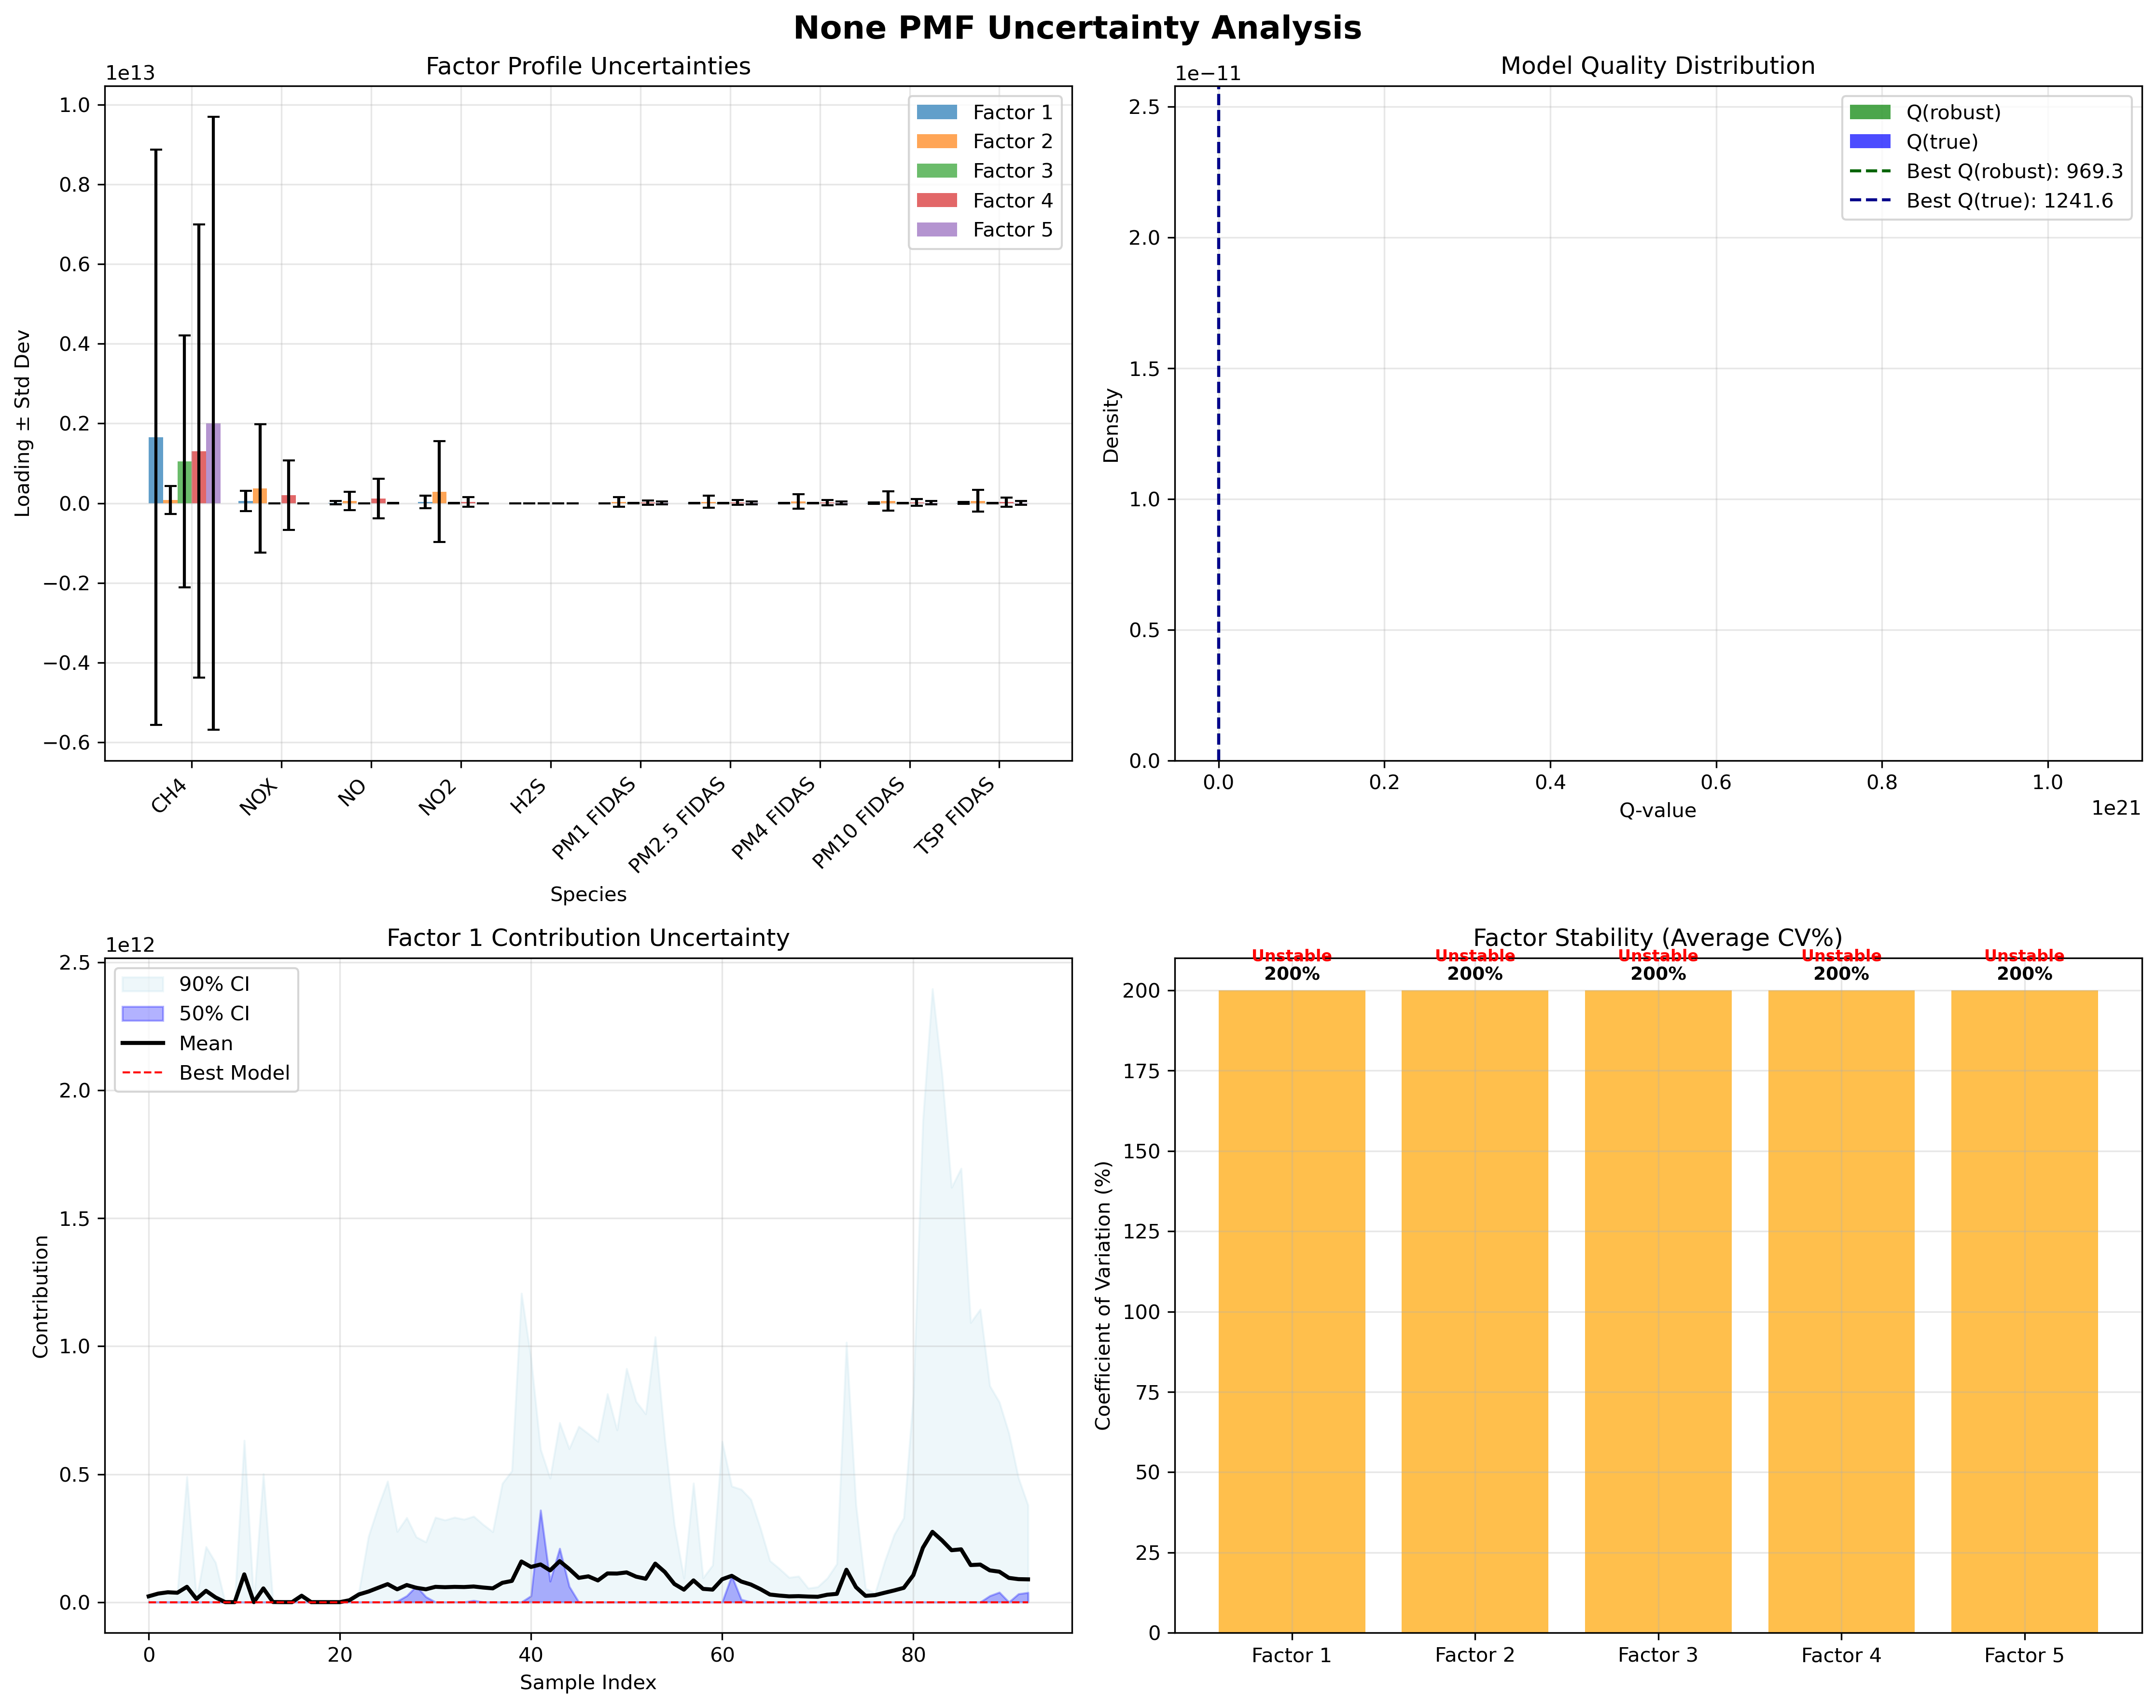 None PMF Uncertainty Analysis
Factor Profile Uncertainties
1e13
1.0
0.8
0.6
0.4
0.2
0.0
−0.2
−0.4
−0.6
Loading ± Std Dev
Factor 1
Factor 2
Factor 3
Factor 4
Factor 5
CH4
NOX
NO
NO2
H2S
PM1 FIDAS
PM2.5 FIDAS
PM4 FIDAS
PM10 FIDAS
TSP FIDAS
Species
Model Quality Distribution
1e−11
2.5
2.0
1.5
1.0
0.5
0.0
Density
Q(robust)
Q(true)
Best Q(robust): 969.3
Best Q(true): 1241.6
0.0
0.2
0.4
0.6
0.8
1.0
1e21
Q-value
Factor 1 Contribution Uncertainty
1e12
2.5
2.0
1.5
1.0
0.5
0.0
Contribution
90% CI
50% CI
Mean
Best Model
0
20
40
60
80
Sample Index
Factor Stability (Average CV%)
Unstable
200%
Unstable
200%
Unstable
200%
Unstable
200%
Unstable
200%
200
175
150
125
100
75
50
25
0
Coefficient of Variation (%)
Factor 1
Factor 2
Factor 3
Factor 4
Factor 5